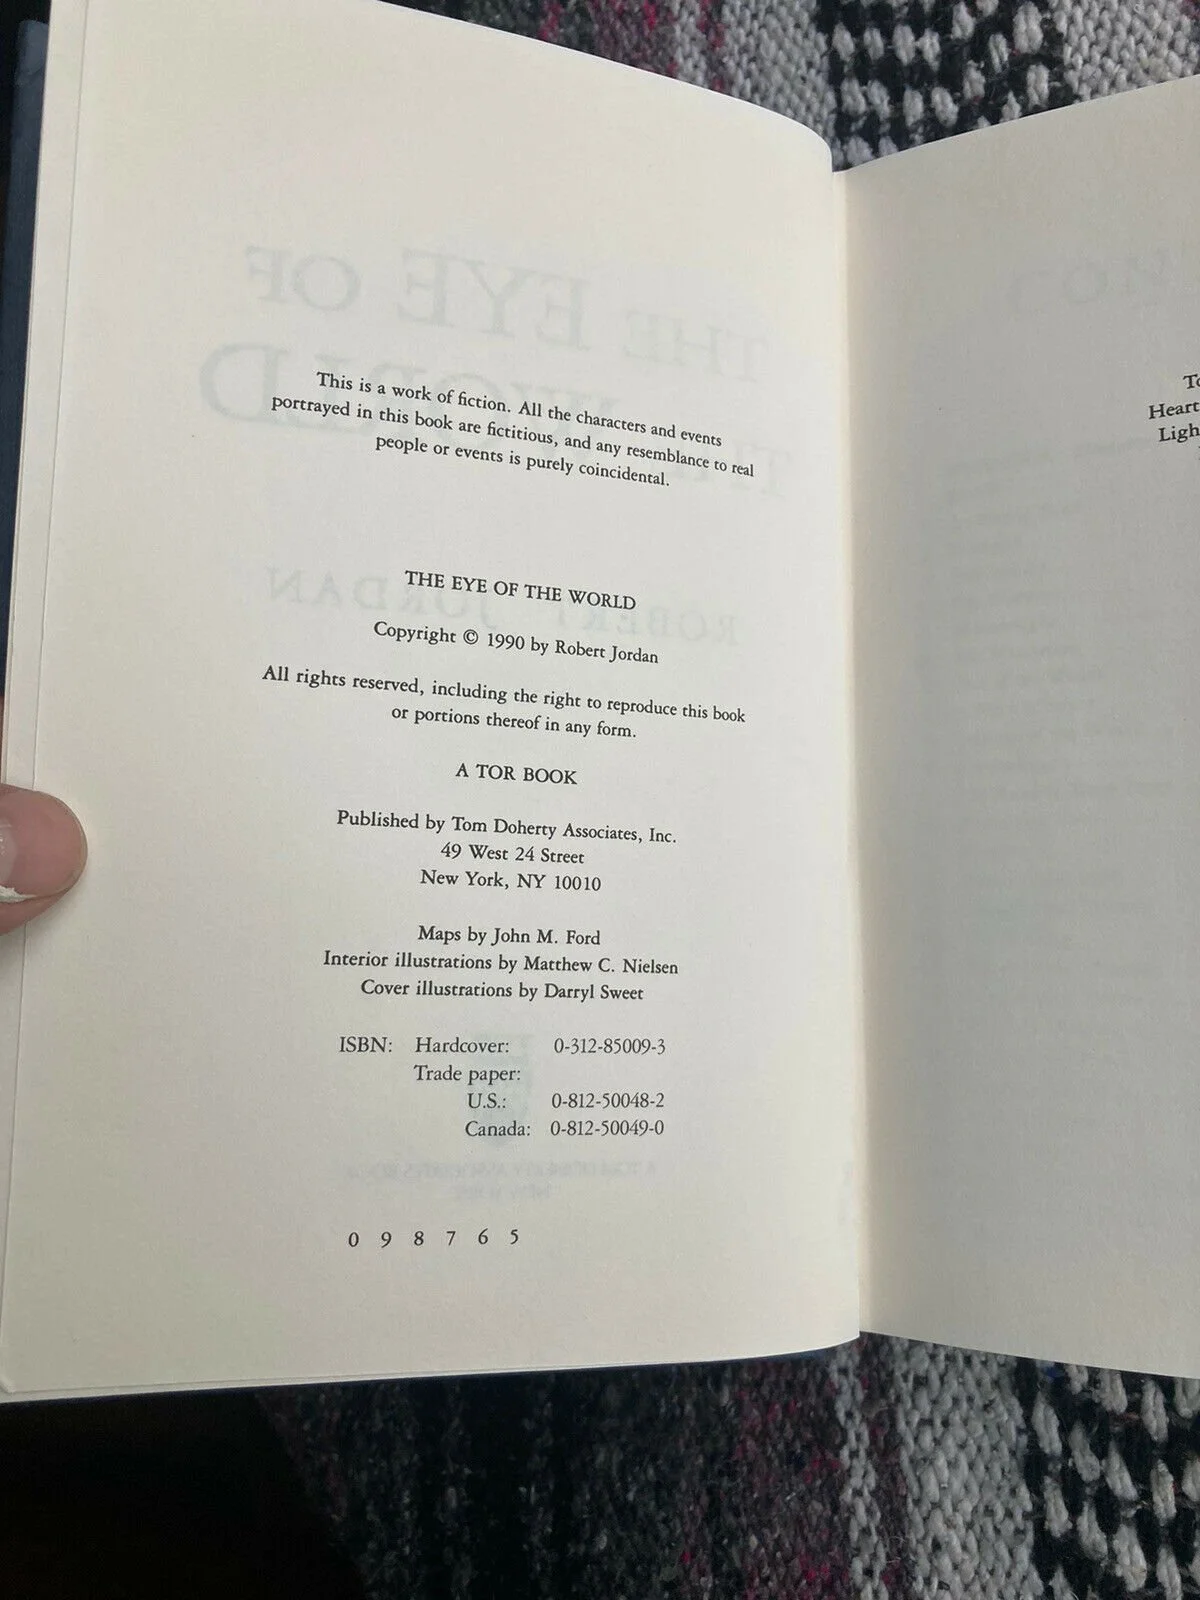 This is a work of fiction. All the characters and events
portrayed in this book are fictitious, and any resemblance to real
people or events is purely coincidental.
THE EYE OF THE WORLD
Copyright © 1990 by Robert Jordan
All rights reserved, including the right to reproduce this book
or portions thereof in any form.
A TOR BOOK
Published by Tom Doherty Associates, Inc.
49 West 24 Street
New York, NY 10010
Maps by John M. Ford
Interior illustrations by Matthew C. Nielsen
Cover illustrations by Darryl Sweet
ISBN: Hardcover: 0-312-85009-3
Trade paper:
U.S.: 0-812-50048-2
Canada: 0-812-50049-0
0 9 8 7 6 5
Heart